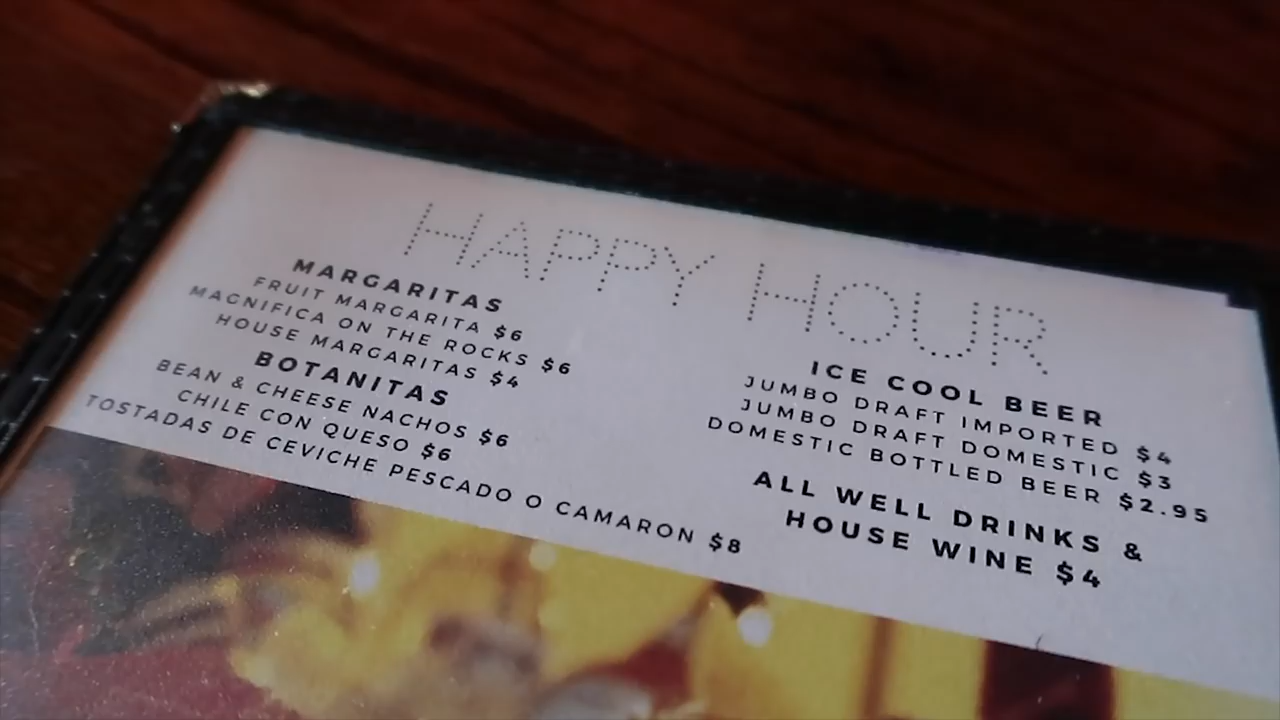 HAPPY HOUR
MARGARITAS
FRUIT MARGARITA $6
MAGNIFICA ON THE ROCKS $6
HOUSE MARGARITAS $4
BOTANITAS
BEAN & CHEESE NACHOS $6
CHILE CON QUESO $6
TOSTADAS DE CEVICHE PESCADO O CAMARON $8
ICE COOL BEER
JUMBO DRAFT IMPORTED $4
JUMBO DRAFT DOMESTIC $3
DOMESTIC BOTTLED BEER $2.95
ALL WELL DRINKS &
HOUSE WINE $4